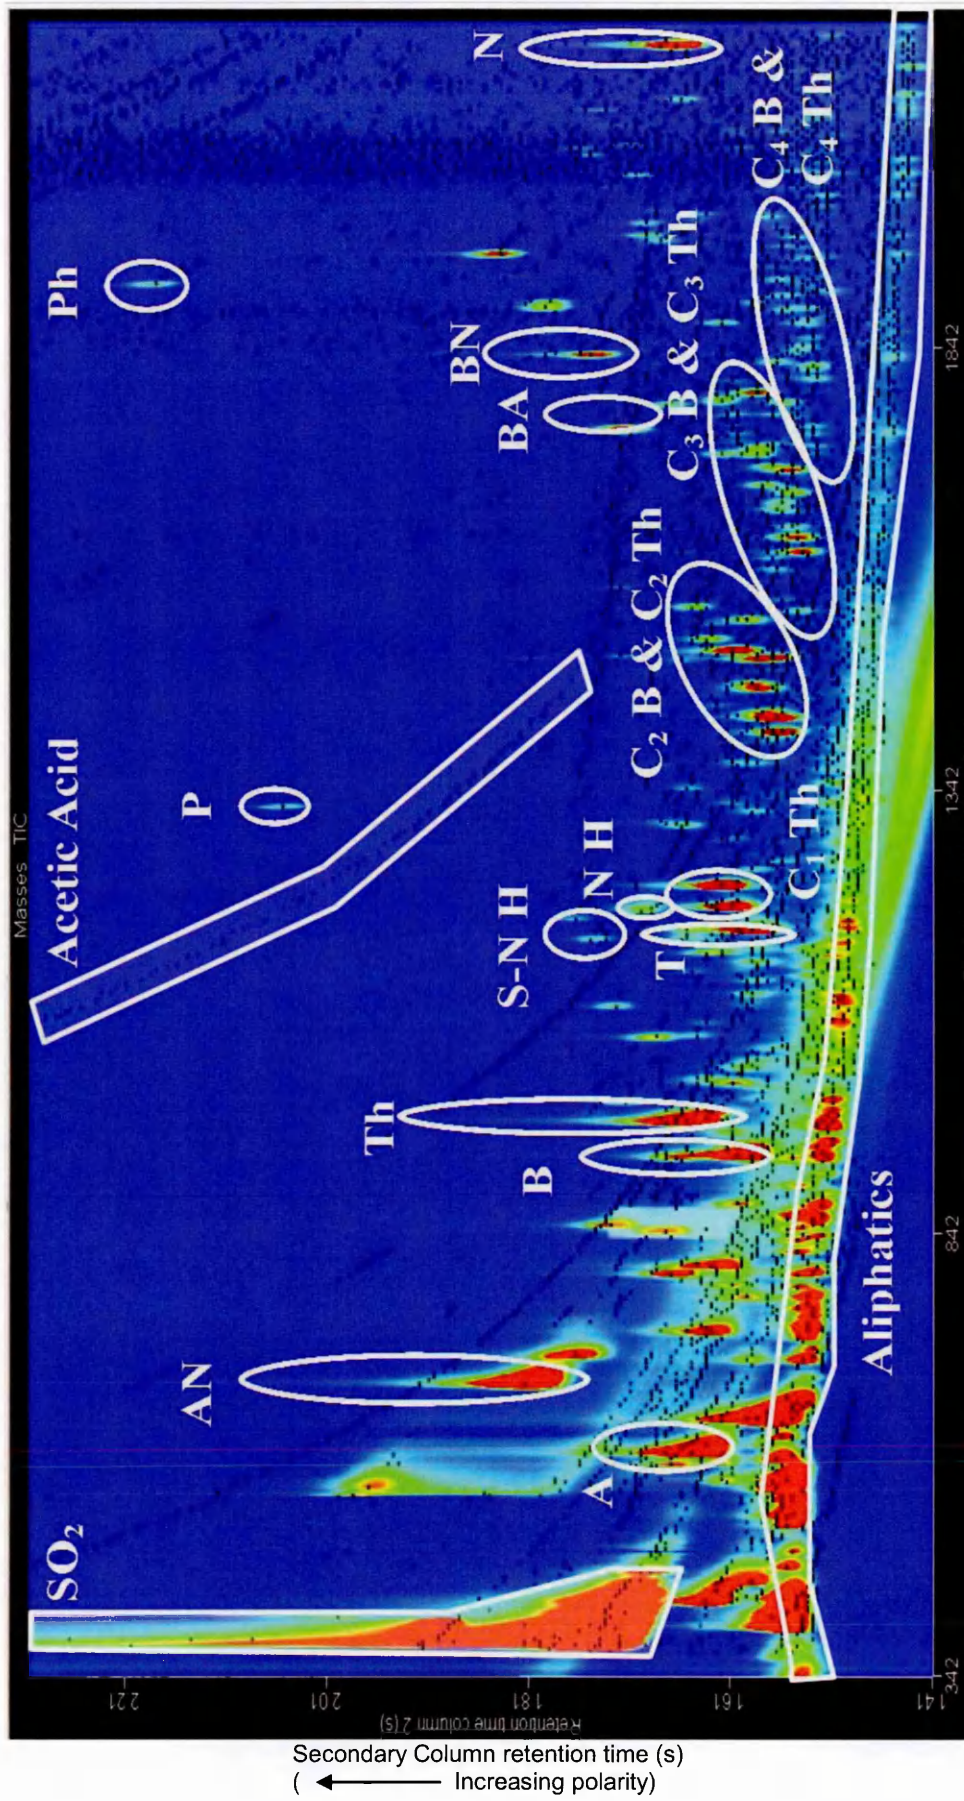 Masses TIC
Acetic Acid
SO₂
Ph
N
P
BN
BA
AN
Th
S-N H
N H
B
A
T
C₁ Th
C₂ B & C₂ Th
C₃ B & C₃ Th
C₄ B &
C₄ Th
Aliphatics
221
201
181
161
141
Retention time column 2 (s)
342
842
1342
1842
Secondary Column retention time (s)
( ← Increasing polarity)